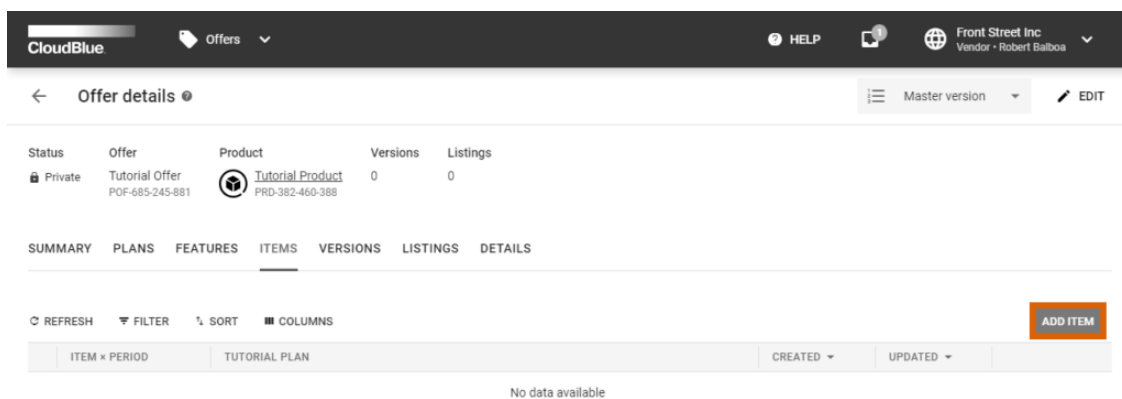 CloudBlue.
Offers
HELP
1
Front Street Inc
Vendor • Robert Balboa
Offer details
Master version
EDIT
Status
Offer
Product
Versions
Listings
Private
Tutorial Offer
POF-685-245-881
Tutorial Product
PRD-382-460-388
0
0
SUMMARY PLANS FEATURES ITEMS VERSIONS LISTINGS DETAILS
REFRESH FILTER SORT COLUMNS
ADD ITEM
ITEM × PERIOD TUTORIAL PLAN CREATED UPDATED
No data available